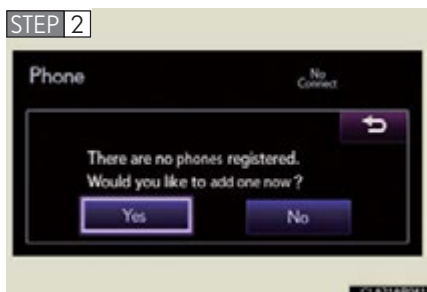 STEP 2
Phone
No
Connect
There are no phones registered.
Would you like to add one now?
Yes
No